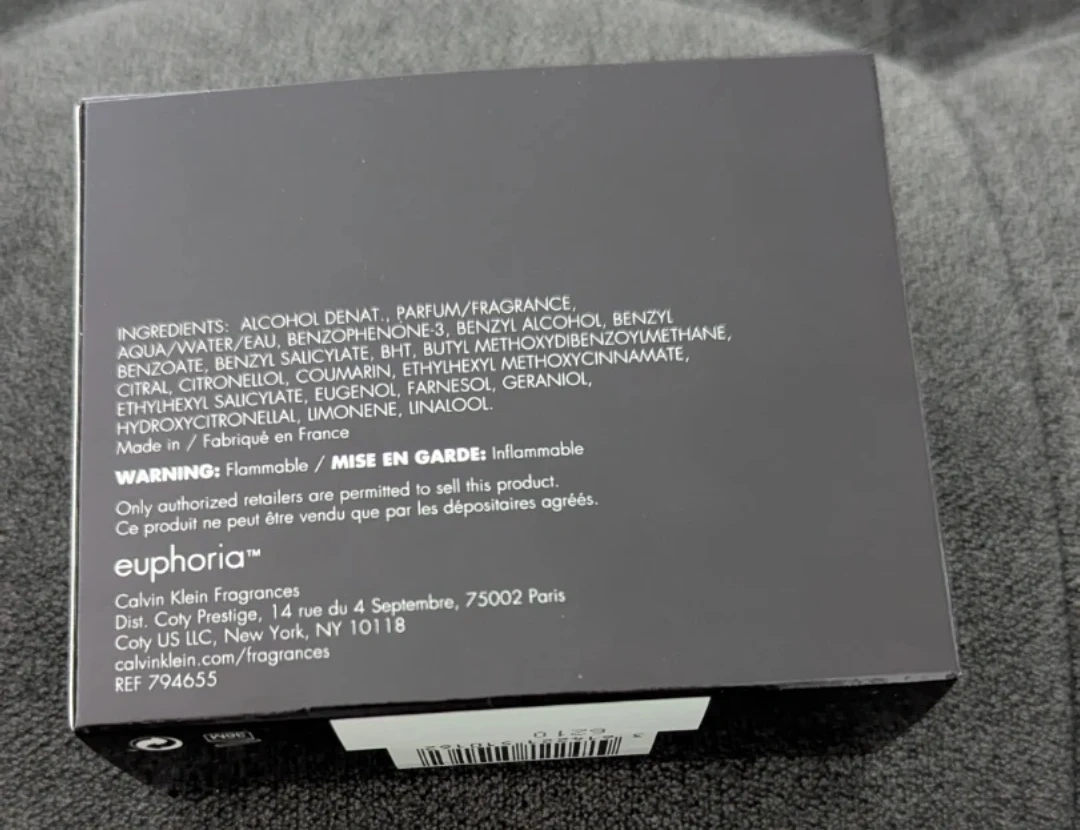 INGREDIENTS: ALCOHOL DENAT., PARFUM/FRAGRANCE,
AQUA/WATER/EAU, BENZOPHENONE-3, BENZYL ALCOHOL, BENZYL
BENZOATE, BENZYL SALICYLATE, BHT, BUTYL METHOXYDIBENZOYLMETHANE,
CITRAL, CITRONELLOL, COUMARIN, ETHYLHEXYL METHOXYCINNAMATE,
ETHYLHEXYL SALICYLATE, EUGENOL, FARNESOL, GERANIOL,
HYDROXYCITRONELLAL, LIMONENE, LINALOOL.
Made in / Fabriqué en France
WARNING: Flammable / MISE EN GARDE: Inflammable
Only authorized retailers are permitted to sell this product.
Ce produit ne peut être vendu que par les dépositaires agréés.
euphoria™
Calvin Klein Fragrances
Dist. Coty Prestige, 14 rue du 4 Septembre, 75002 Paris
Coty US LLC, New York, NY 10118
calvinklein.com/fragrances
REF 794655
36M
6210